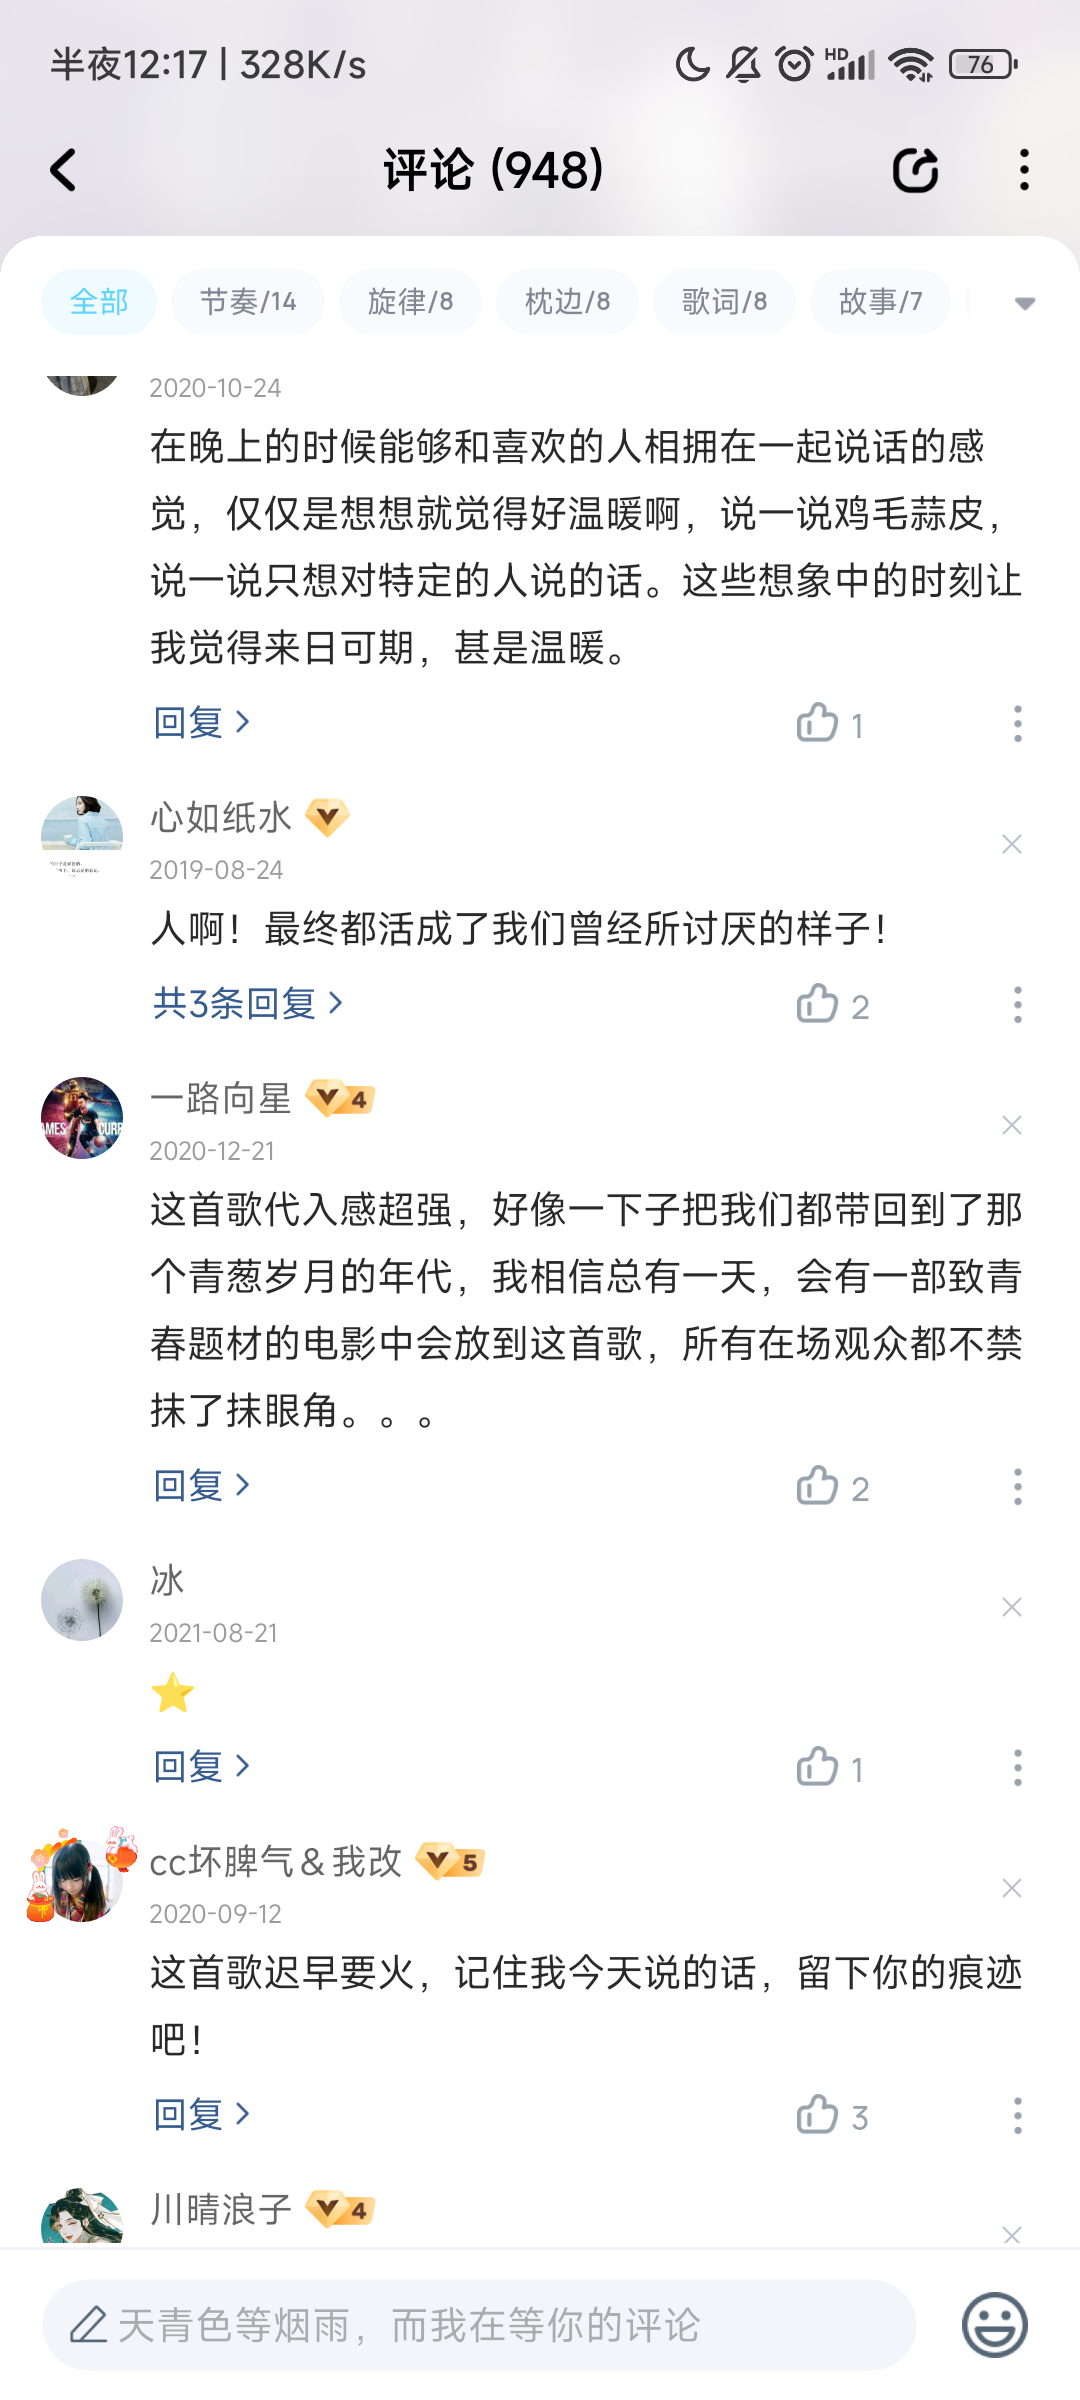 半夜12:17 | 328K/s
HD
76
评论 (948)
全部
节奏/14
旋律/8
枕边/8
歌词/8
故事/7
2020-10-24
在晚上的时候能够和喜欢的人相拥在一起说话的感
觉，仅仅是想想就觉得好温暖啊，说一说鸡毛蒜皮，
说一说只想对特定的人说的话。这些想象中的时刻让
我觉得来日可期，甚是温暖。
回复
1
心如纸水
2019-08-24
人啊！最终都活成了我们曾经所讨厌的样子！
共3条回复
2
一路向星
4
2020-12-21
这首歌代入感超强，好像一下子把我们都带回到了那
个青葱岁月的年代，我相信总有一天，会有一部致青
春题材的电影中会放到这首歌，所有在场观众都不禁
抹了抹眼角。。。
回复
2
冰
2021-08-21
⭐
回复
1
cc坏脾气＆我改
5
2020-09-12
这首歌迟早要火，记住我今天说的话，留下你的痕迹
吧！
回复
3
川晴浪子
4
天青色等烟雨，而我在等你的评论